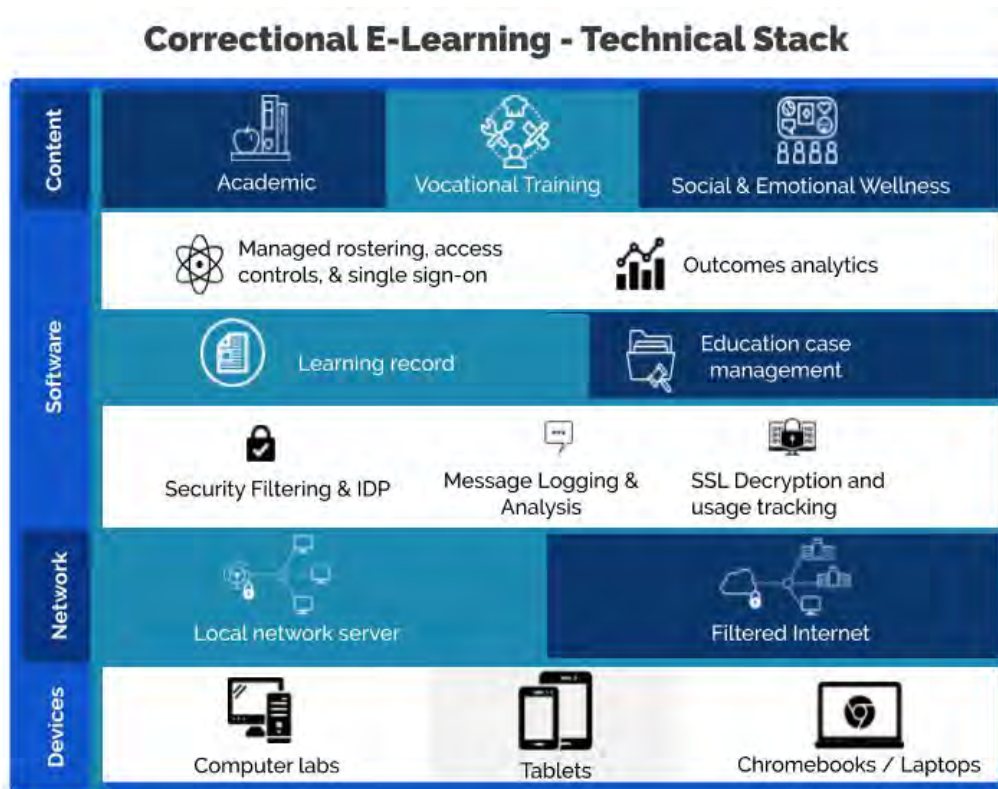 Correctional E-Learning - Technical Stack
Content
Academic
Vocational Training
Social & Emotional Wellness
Software
Managed rostering, access
controls, & single sign-on
Outcomes analytics
Learning record
Education case
management
Security Filtering & IDP
Message Logging &
Analysis
SSL Decryption and
usage tracking
Network
Local network server
Filtered Internet
Devices
Computer labs
Tablets
Chromebooks / Laptops